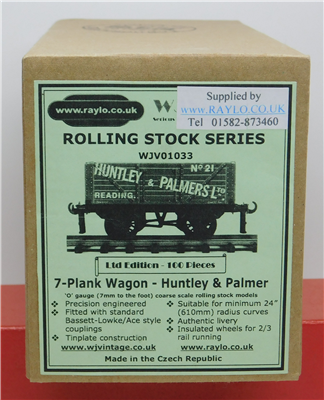 www.raylo.co.uk
W
Serious
Supplied by
WWW.RAYLO.CO.UK
Tel 01582-873460
ROLLING STOCK SERIES
WJV01033
HUNTLEY Nº 21
& PALMERS LTD
READING.
Ltd Edition - 100 Pieces
7-Plank Wagon - Huntley & Palmer
'O' gauge (7mm to the foot) coarse scale rolling stock models
• Precision engineered
• Fitted with standard
Bassett-Lowke/Ace style
couplings
• Tinplate construction
www.wjvintage.co.uk
• Suitable for minimum 24"
(610mm) radius curves
• Authentic livery
• Insulated wheels for 2/3
rail running
www.raylo.co.uk
Made in the Czech Republic